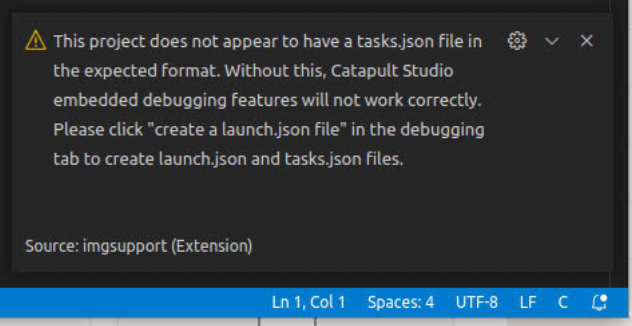 This project does not appear to have a tasks.json file in
the expected format. Without this, Catapult Studio
embedded debugging features will not work correctly.
Please click "create a launch.json file" in the debugging
tab to create launch.json and tasks.json files.
Source: imgsupport (Extension)
Ln 1, Col 1 Spaces: 4 UTF-8 LF C